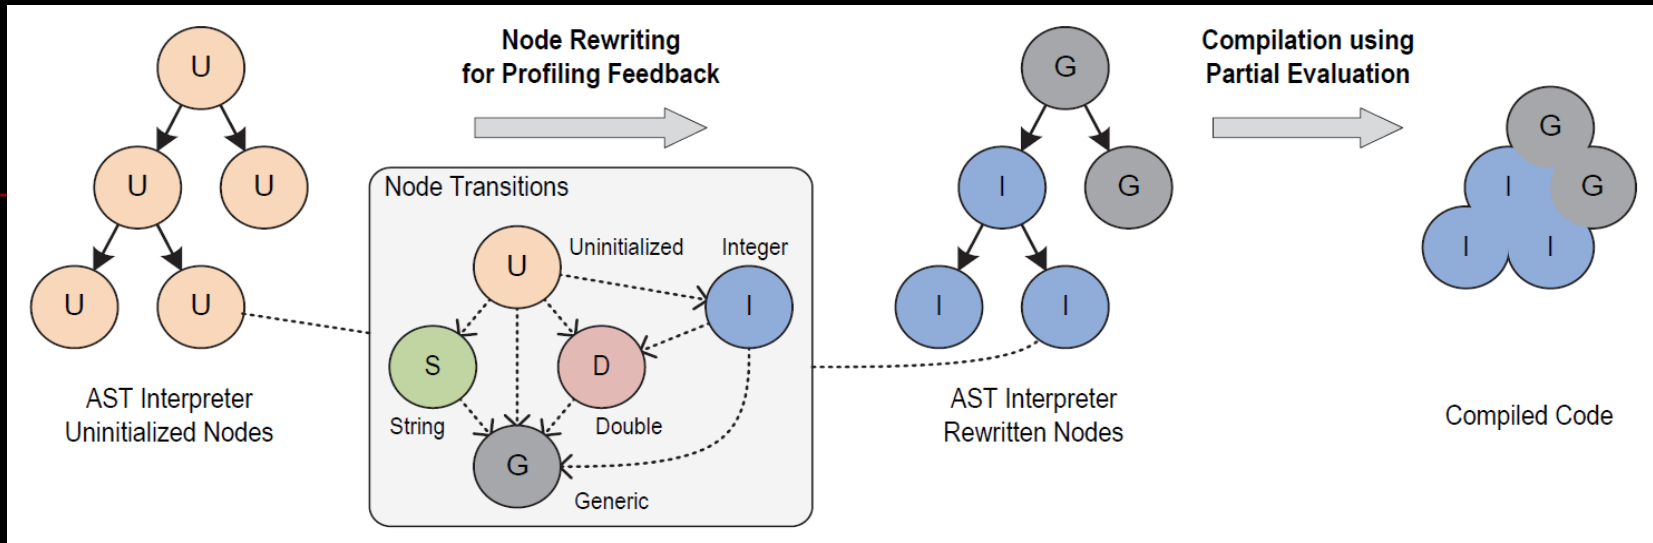 U
U
U
U
U
AST Interpreter
Uninitialized Nodes
Node Rewriting
for Profiling Feedback
Node Transitions
U
Uninitialized
Integer
I
S
D
String
Double
G
Generic
G
I
G
I
I
AST Interpreter
Rewritten Nodes
Compilation using
Partial Evaluation
G
I
G
I
I
Compiled Code